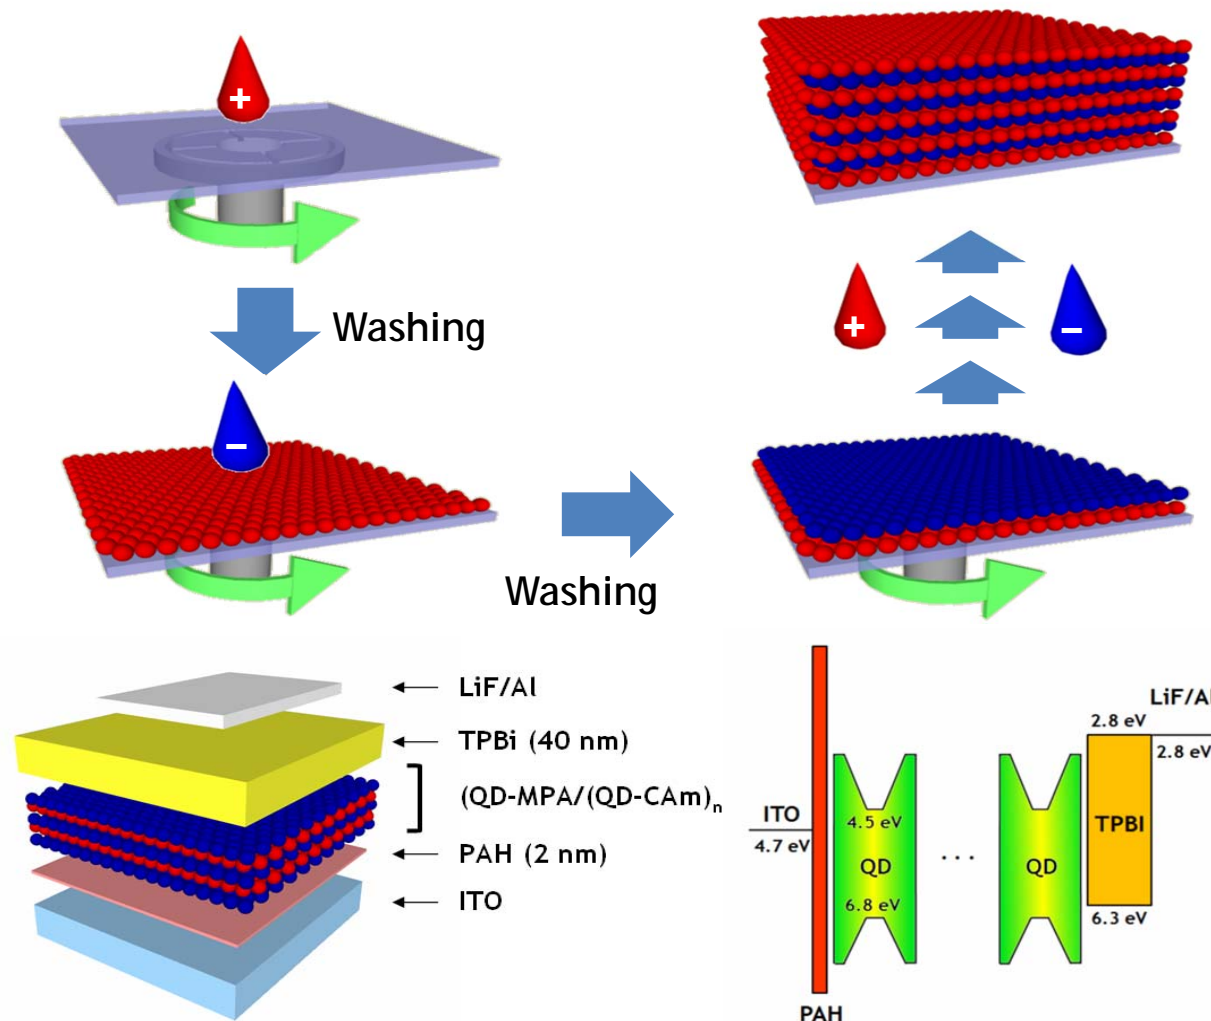 +
Washing
−
Washing
+
−
LiF/Al
TPBi (40 nm)
(QD-MPA/(QD-CAm)n
PAH (2 nm)
ITO
LiF/Al
2.8 eV
2.8 eV
ITO
4.7 eV
4.5 eV
TPBI
QD
...
QD
6.8 eV
6.3 eV
PAH